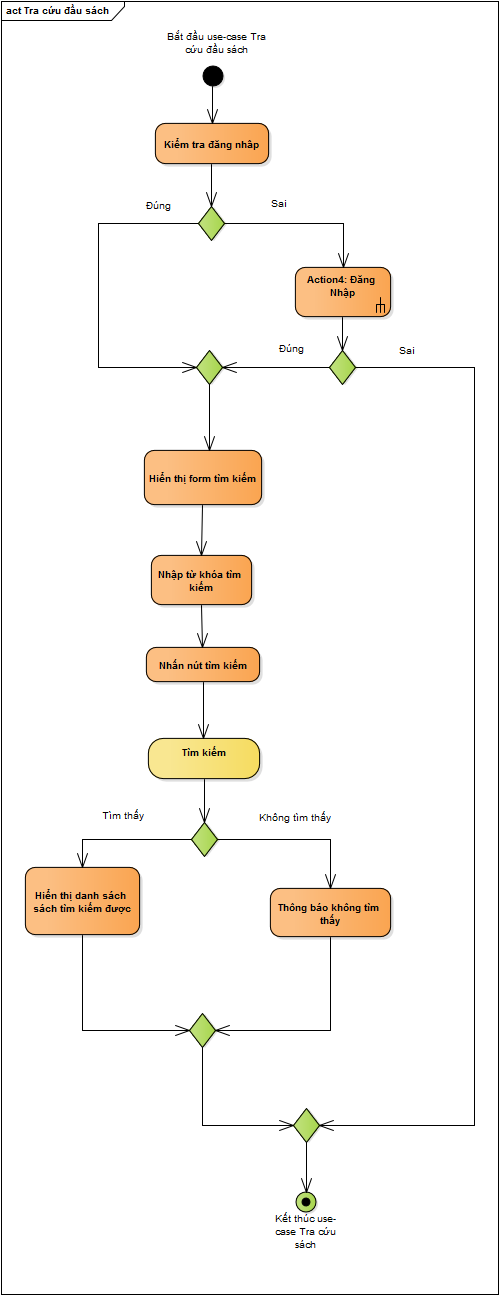 act Tra cứu đầu sách
Bắt đầu use-case Tra
cứu đầu sách
Kiểm tra đăng nhâp
Đúng
Sai
Action4: Đăng
Nhập
Đúng
Sai
Hiển thị form tìm kiếm
Nhập từ khóa tìm
kiếm
Nhấn nút tìm kiếm
Tìm kiếm
Tìm thấy
Không tìm thấy
Hiển thị danh sách
sách tìm kiếm được
Thông báo không tìm
thấy
Kết thúc use-
case Tra cứu
sách